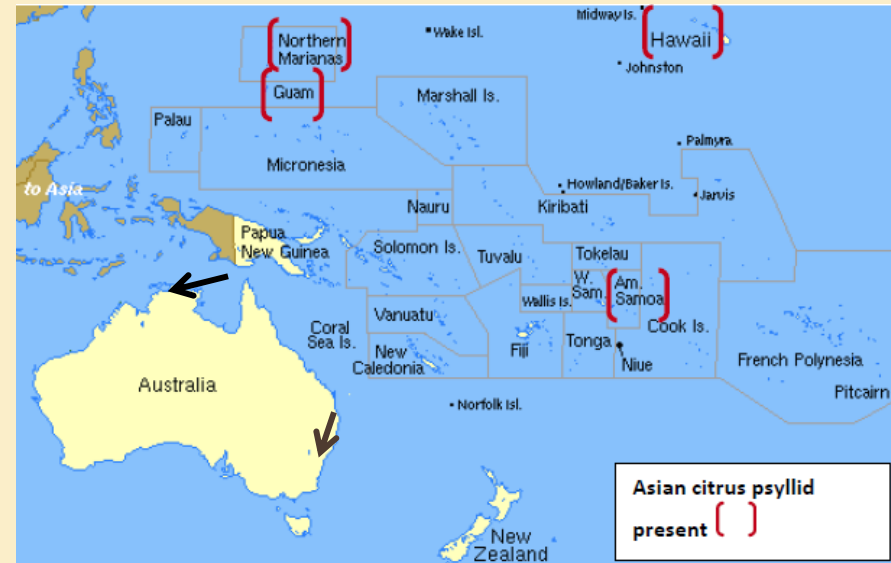 Midway Is.
Hawaii
Northern
Marianas
Wake Isl.
Johnston
Guam
Marshall Is.
Palau
Micronesia
Palmyra
to Asia
Howland/Baker Is.
Jarvis
Nauru
Kiribati
Papua
New Guinea
Solomon Is.
Tuvalu
Tokelau
W.
Sam.
Am.
Samoa
Wallis Is.
Vanuatu
Coral
Sea Is.
Cook Is.
Fiji
Tonga
New
Caledonia
Niue
French Polynesia
Australia
Pitcairn
Norfolk Isl.
Asian citrus psyllid
present
New
Zealand